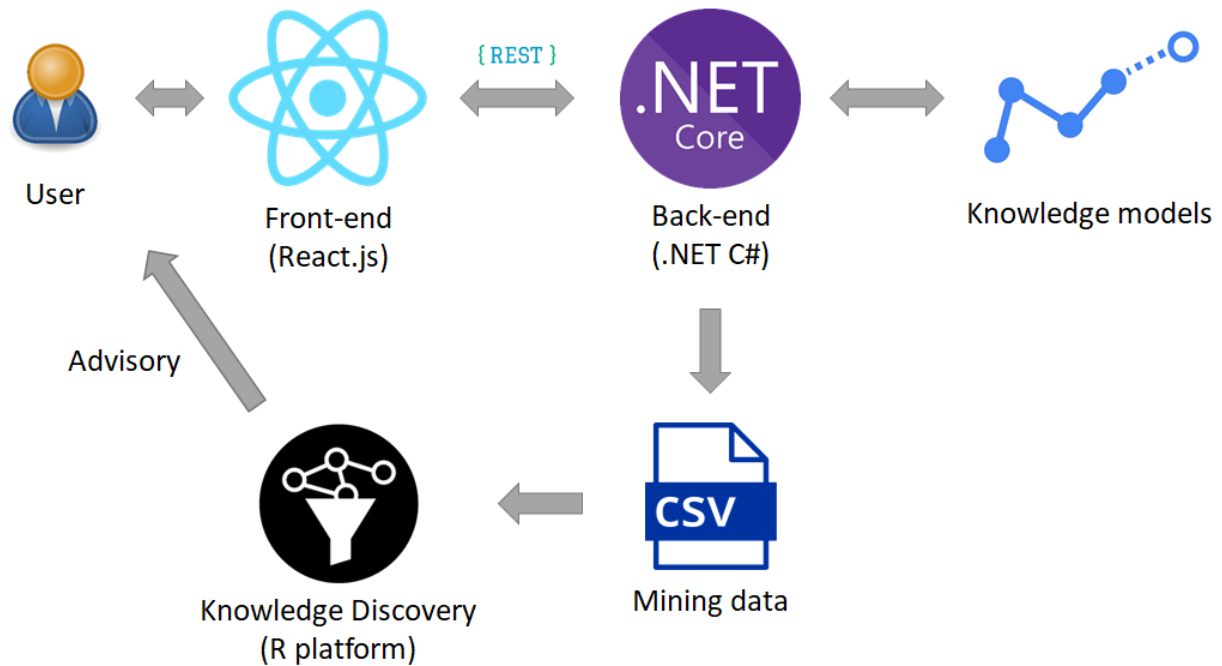 { REST }
.NET
Core
User
Front-end
(React.js)
Back-end
(.NET C#)
Knowledge models
Advisory
CSV
Knowledge Discovery
(R platform)
Mining data